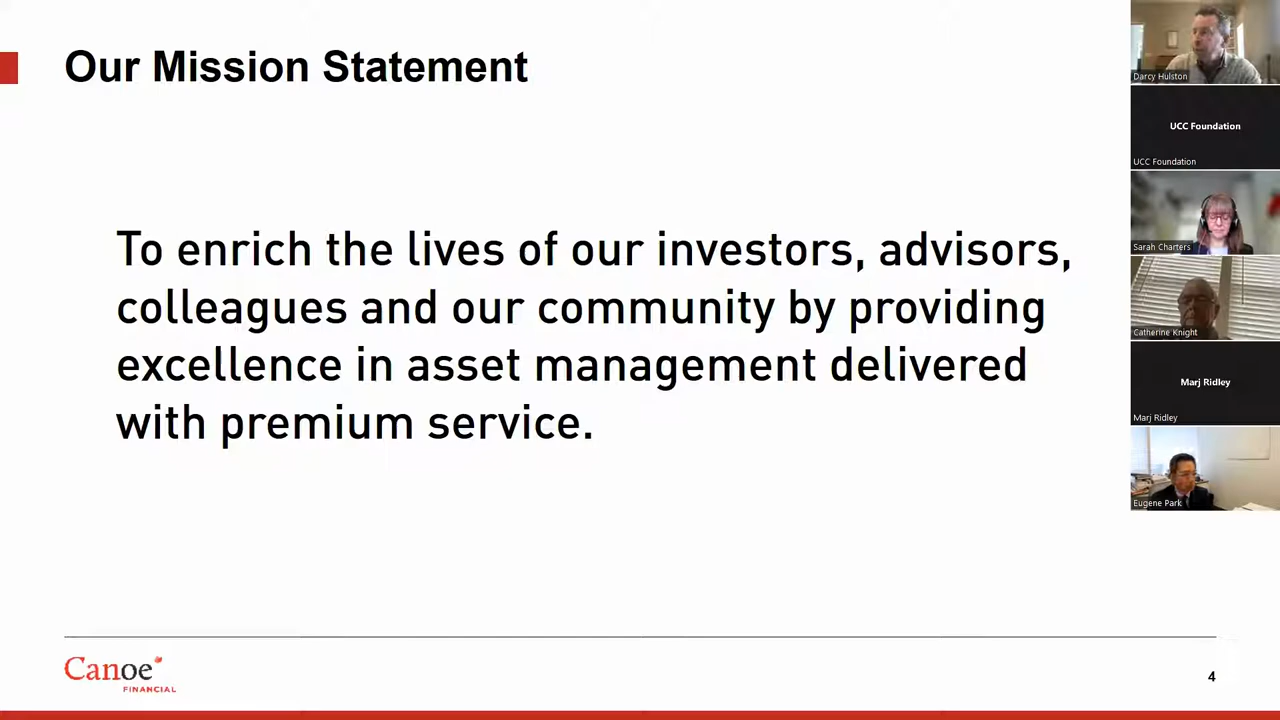 Our Mission Statement
To enrich the lives of our investors, advisors,
colleagues and our community by providing
excellence in asset management delivered
with premium service.
Canoe
FINANCIAL
4
Darcy Hulston
UCC Foundation
UCC Foundation
Sarah Charters
Catherine Knight
Marj Ridley
Marj Ridley
Eugene Park